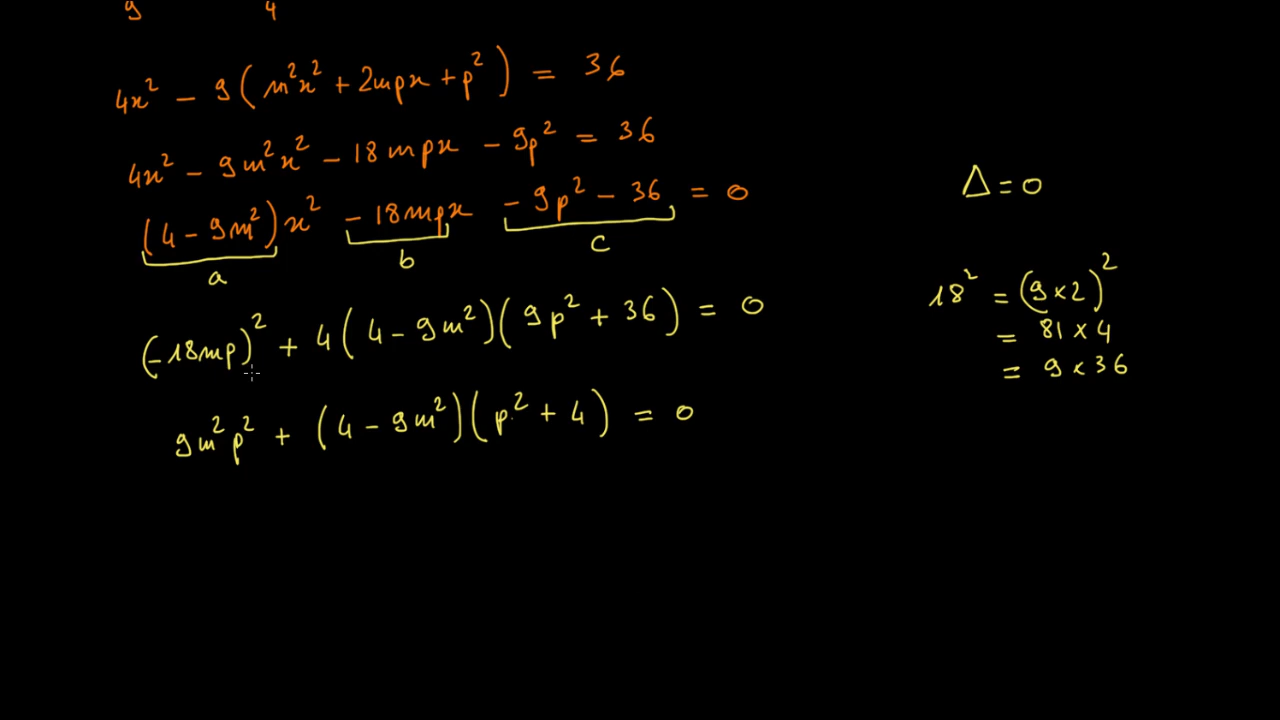 9 4
4x² - 9(m²x² + 2mpx + p²) = 36
4x² - 9m²x² - 18mpx - 9p² = 36
(4 - 9m²)x² - 18mpx - 9p² - 36 = 0
a b c
(-18mp)² + 4(4 - 9m²)(9p² + 36) = 0
9m²p² + (4 - 9m²)(p² + 4) = 0
Δ = 0
18² = (9 × 2)²
= 81 × 4
= 9 × 36